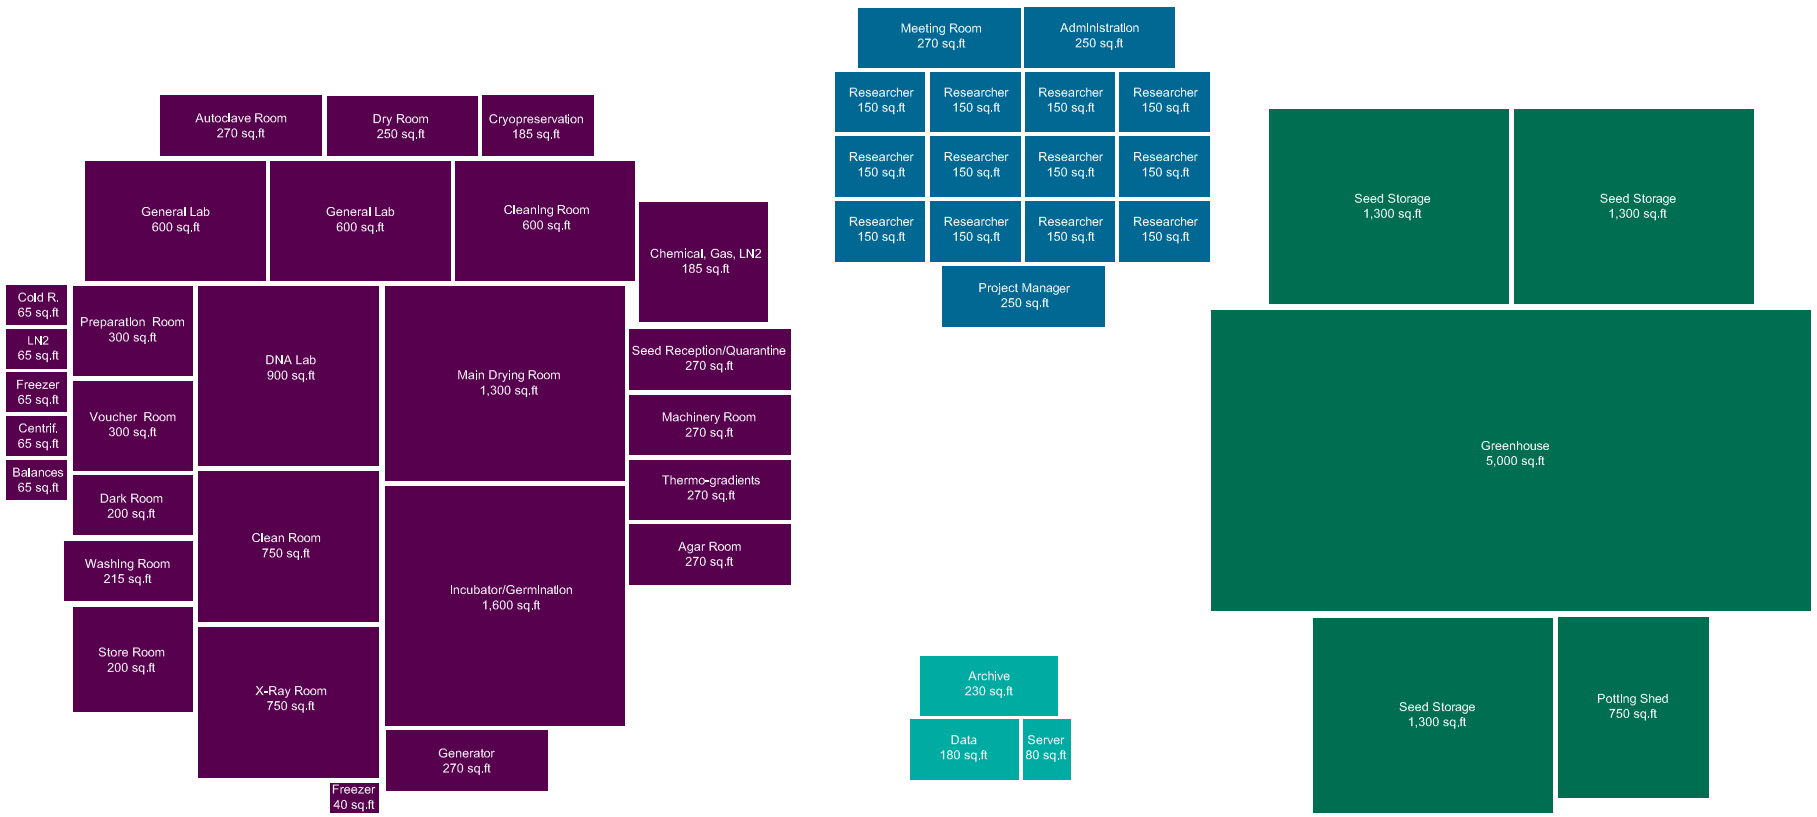 Meeting Room
270 sq.ft
Administration
250 sq.ft
Researcher
150 sq.ft
Researcher
150 sq.ft
Researcher
150 sq.ft
Researcher
150 sq.ft
Researcher
150 sq.ft
Researcher
150 sq.ft
Researcher
150 sq.ft
Researcher
150 sq.ft
Researcher
150 sq.ft
Researcher
150 sq.ft
Researcher
150 sq.ft
Researcher
150 sq.ft
Project Manager
250 sq.ft
Autoclave Room
270 sq.ft
Dry Room
250 sq.ft
Cryopreservation
185 sq.ft
General Lab
600 sq.ft
General Lab
600 sq.ft
Cleaning Room
600 sq.ft
Chemical, Gas, LN2
185 sq.ft
Cold R.
65 sq.ft
LN2
65 sq.ft
Freezer
65 sq.ft
Centrif.
65 sq.ft
Balances
65 sq.ft
Preparation Room
300 sq.ft
Voucher Room
300 sq.ft
Dark Room
200 sq.ft
Washing Room
215 sq.ft
Store Room
200 sq.ft
DNA Lab
900 sq.ft
Clean Room
750 sq.ft
X-Ray Room
750 sq.ft
Freezer
40 sq.ft
Main Drying Room
1,300 sq.ft
Incubator/Germination
1,600 sq.ft
Generator
270 sq.ft
Seed Reception/Quarantine
270 sq.ft
Machinery Room
270 sq.ft
Thermo-gradients
270 sq.ft
Agar Room
270 sq.ft
Archive
230 sq.ft
Data
180 sq.ft
Server
80 sq.ft
Seed Storage
1,300 sq.ft
Seed Storage
1,300 sq.ft
Greenhouse
5,000 sq.ft
Seed Storage
1,300 sq.ft
Potting Shed
750 sq.ft